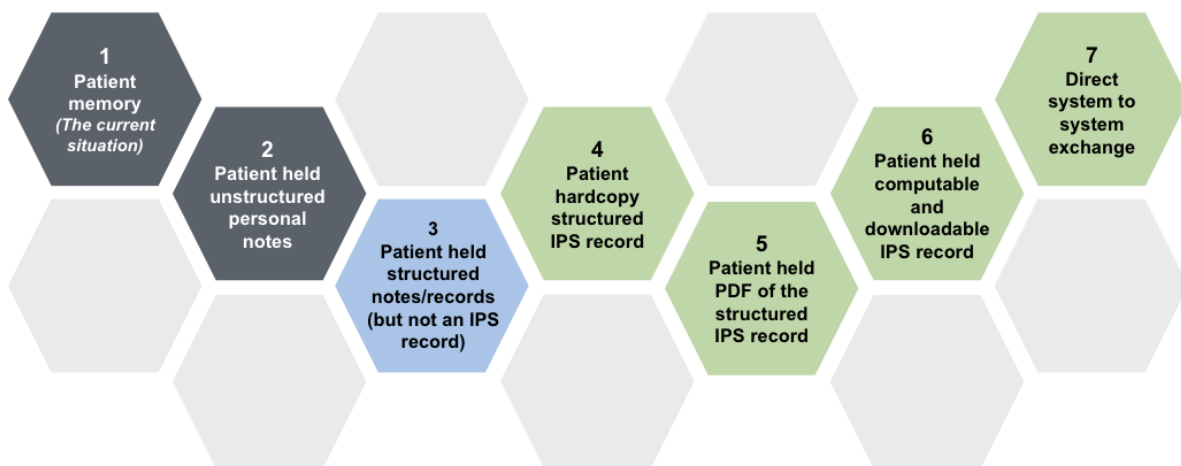 1
Patient
memory
(The current
situation)
2
Patient held
unstructured
personal
notes
3
Patient held
structured
notes/records
(but not an IPS
record)
4
Patient
hardcopy
structured
IPS record
5
Patient held
PDF of the
structured
IPS record
6
Patient held
computable
and
downloadable
IPS record
7
Direct
system to
system
exchange